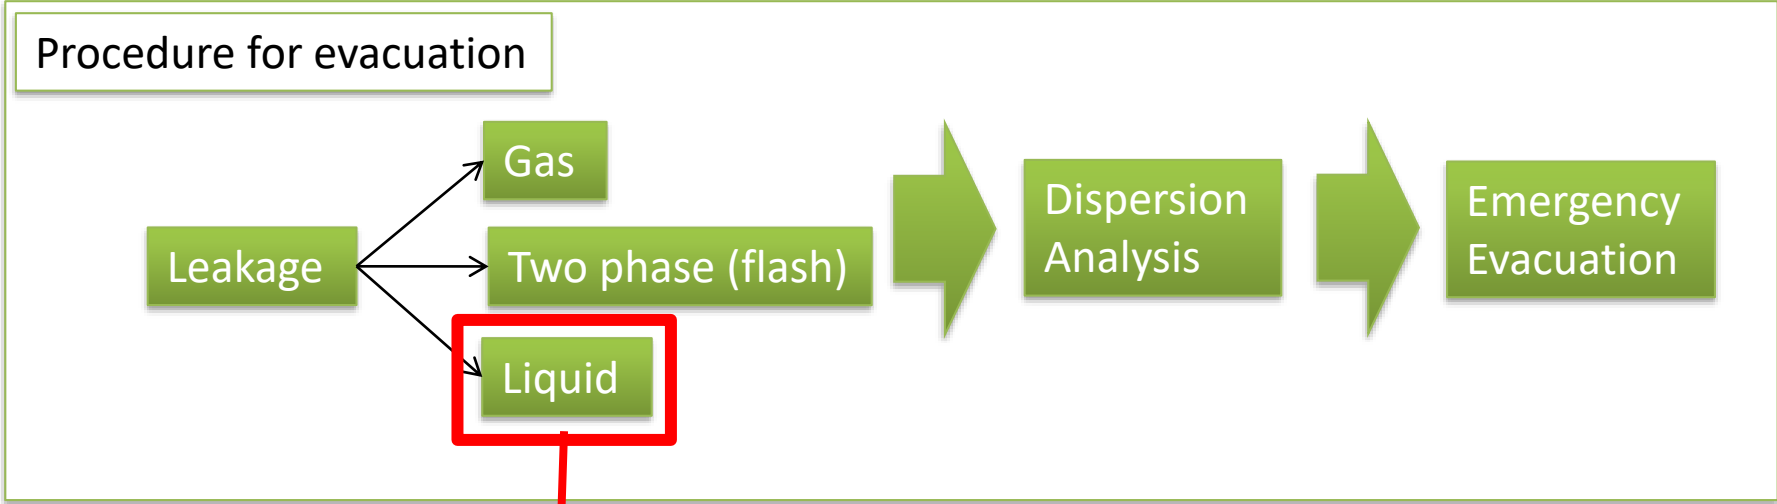 Procedure for evacuation
Gas
Leakage
Two phase (flash)
Liquid
Dispersion
Analysis
Emergency
Evacuation